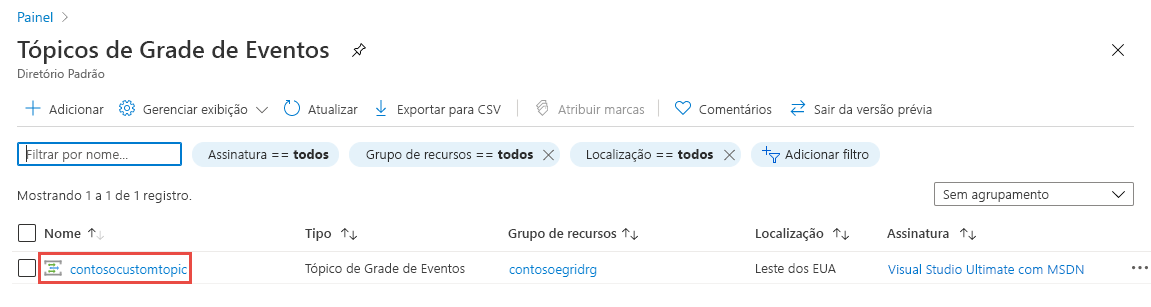 Painel
Tópicos de Grade de Eventos
Diretório Padrão
Adicionar Gerenciar exibição Atualizar Exportar para CSV Atribuir marcas Comentários Sair da versão prévia
Filtrar por nome... Assinatura == todos Grupo de recursos == todos Localização == todos Adicionar filtro
Mostrando 1 a 1 de 1 registro. Sem agrupamento
Nome Tipo Grupo de recursos Localização Assinatura
contosocustomtopic Tópico de Grade de Eventos contosoegridrg Leste dos EUA Visual Studio Ultimate com MSDN